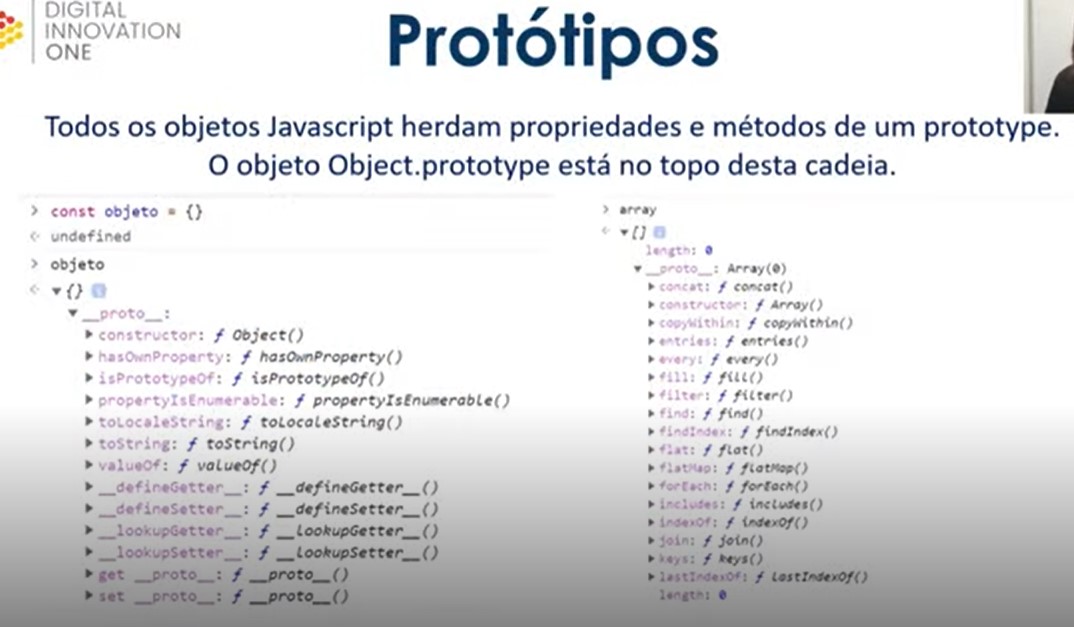 DIGITAL
INNOVATION
ONE
Protótipos
Todos os objetos Javascript herdam propriedades e métodos de um prototype.
O objeto Object.prototype está no topo desta cadeia.
> const objeto = {}
< undefined
> objeto
< ▼{} i
▼__proto__:
▶constructor: ƒ Object()
▶hasOwnProperty: ƒ hasOwnProperty()
▶isPrototypeOf: ƒ isPrototypeOf()
▶propertyIsEnumerable: ƒ propertyIsEnumerable()
▶toLocaleString: ƒ toLocaleString()
▶toString: ƒ toString()
▶valueOf: ƒ valueOf()
▶__defineGetter__: ƒ __defineGetter__()
▶__defineSetter__: ƒ __defineSetter__()
▶__lookupGetter__: ƒ __lookupGetter__()
▶__lookupSetter__: ƒ __lookupSetter__()
▶get __proto__: ƒ __proto__()
▶set __proto__: ƒ __proto__()
> array
< ▼[] i
length: 0
▼__proto__: Array(0)
▶concat: ƒ concat()
▶constructor: ƒ Array()
▶copyWithin: ƒ copyWithin()
▶entries: ƒ entries()
▶every: ƒ every()
▶fill: ƒ fill()
▶filter: ƒ filter()
▶find: ƒ find()
▶findIndex: ƒ findIndex()
▶flat: ƒ flat()
▶flatMap: ƒ flatMap()
▶forEach: ƒ forEach()
▶includes: ƒ includes()
▶indexOf: ƒ indexOf()
▶join: ƒ join()
▶keys: ƒ keys()
▶lastIndexOf: ƒ lastIndexOf()
length: 0